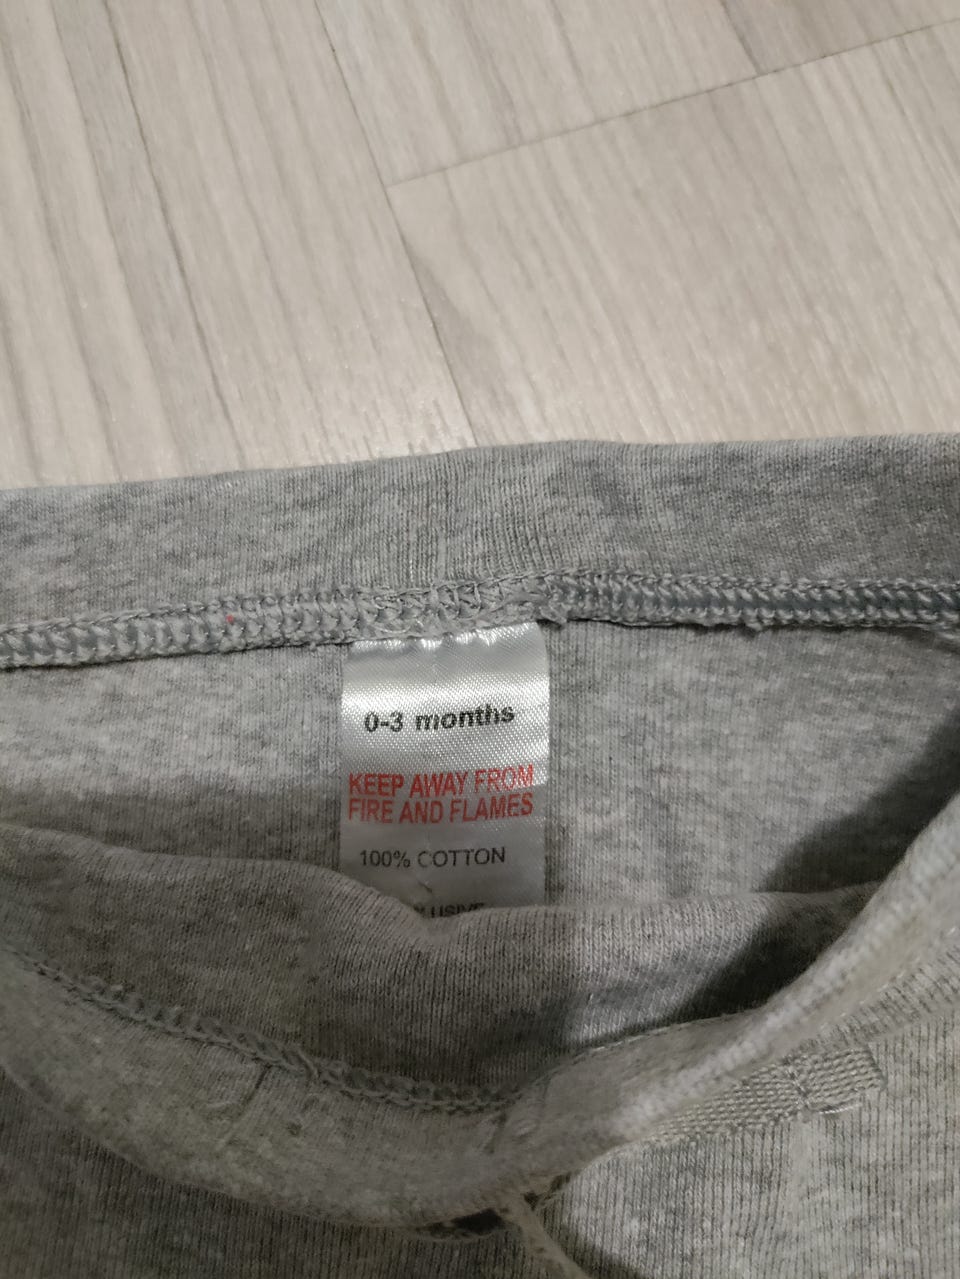 0-3 months
KEEP AWAY FROM
FIRE AND FLAMES
100% COTTON